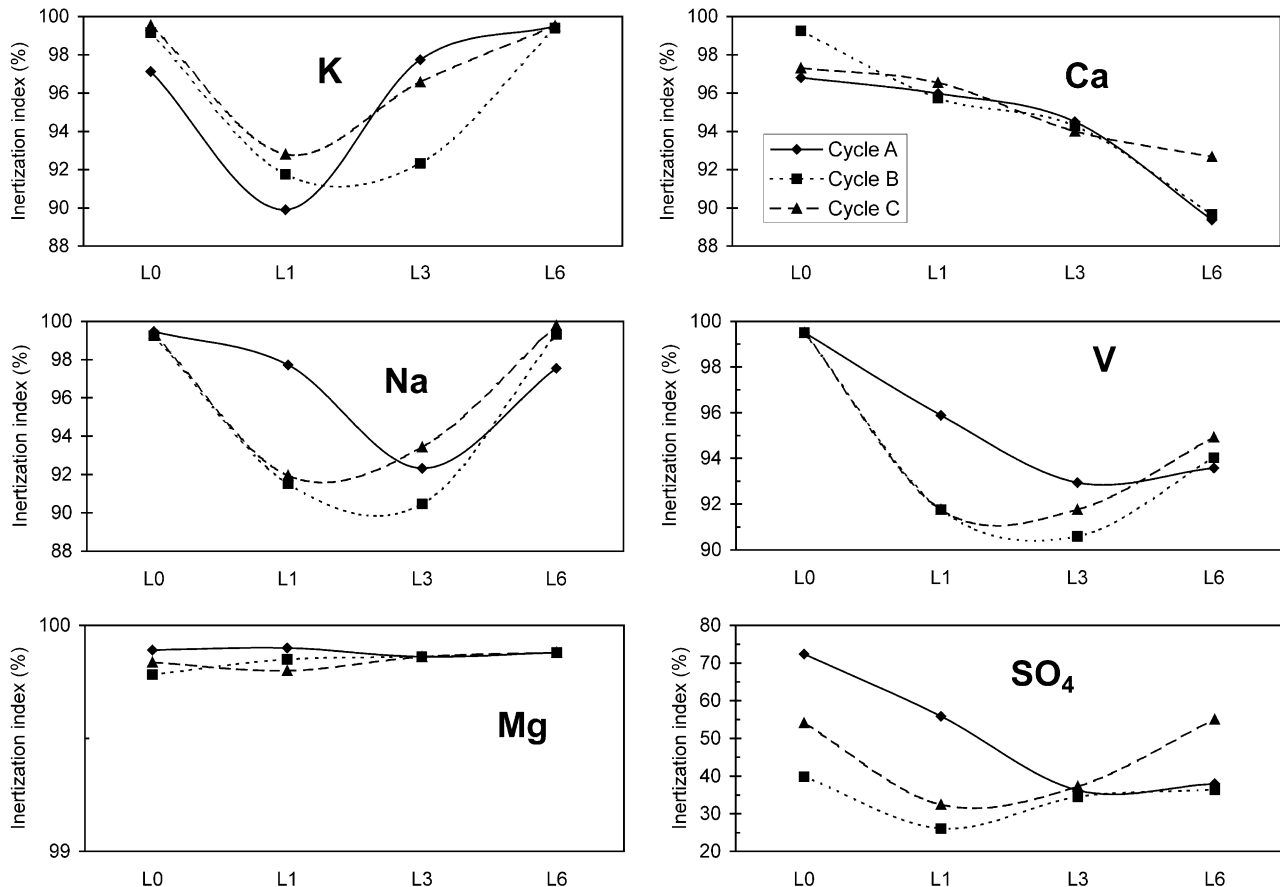 Inertization index (%)
100
98
96
94
92
90
88
K
L0 L1 L3 L6
Inertization index (%)
100
98
96
94
92
90
88
Ca
Cycle A
Cycle B
Cycle C
L0 L1 L3 L6
Inertization index (%)
100
98
96
94
92
90
88
Na
L0 L1 L3 L6
Inertization index (%)
100
98
96
94
92
90
V
L0 L1 L3 L6
Inertization index (%)
100
99
Mg
L0 L1 L3 L6
Inertization index (%)
80
70
60
50
40
30
20
SO₄
L0 L1 L3 L6